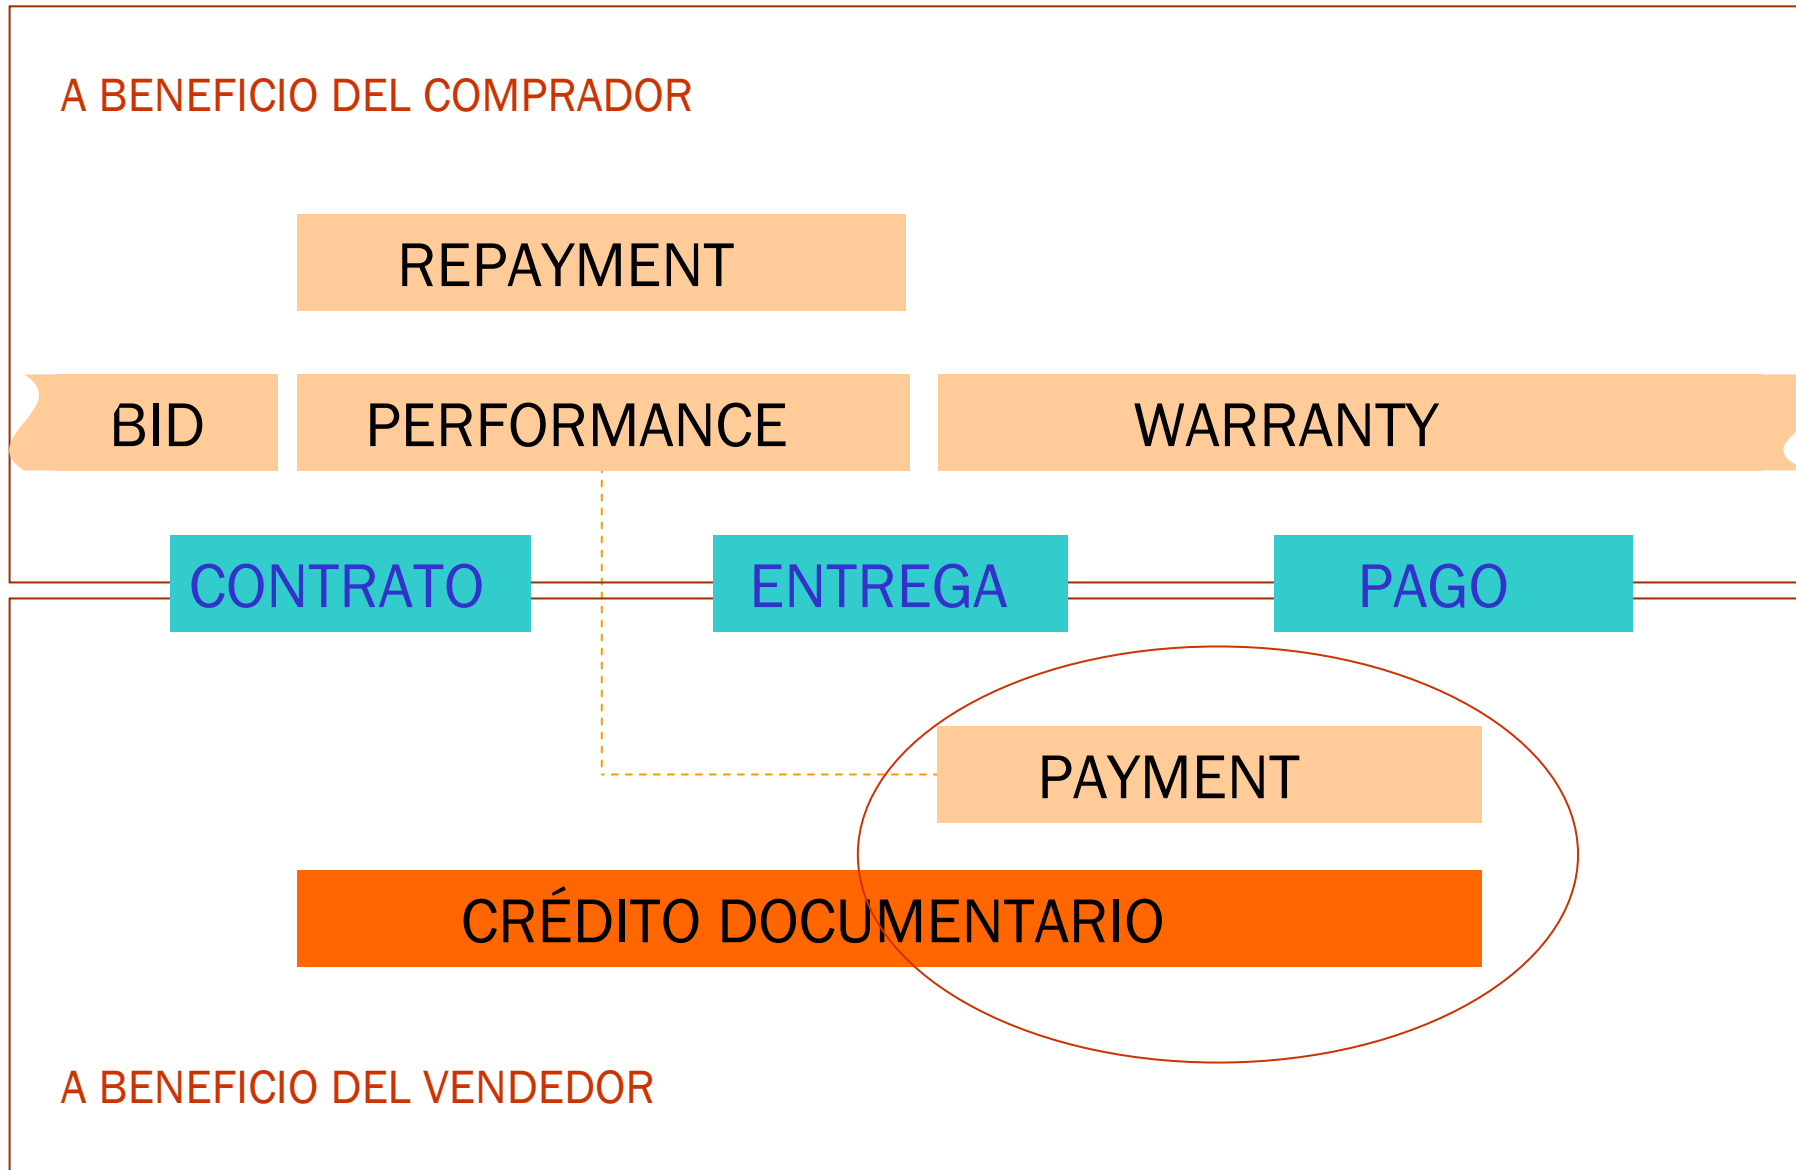 A BENEFICIO DEL COMPRADOR
REPAYMENT
BID PERFORMANCE WARRANTY
CONTRATO ENTREGA PAGO
PAYMENT
CRÉDITO DOCUMENTARIO
A BENEFICIO DEL VENDEDOR